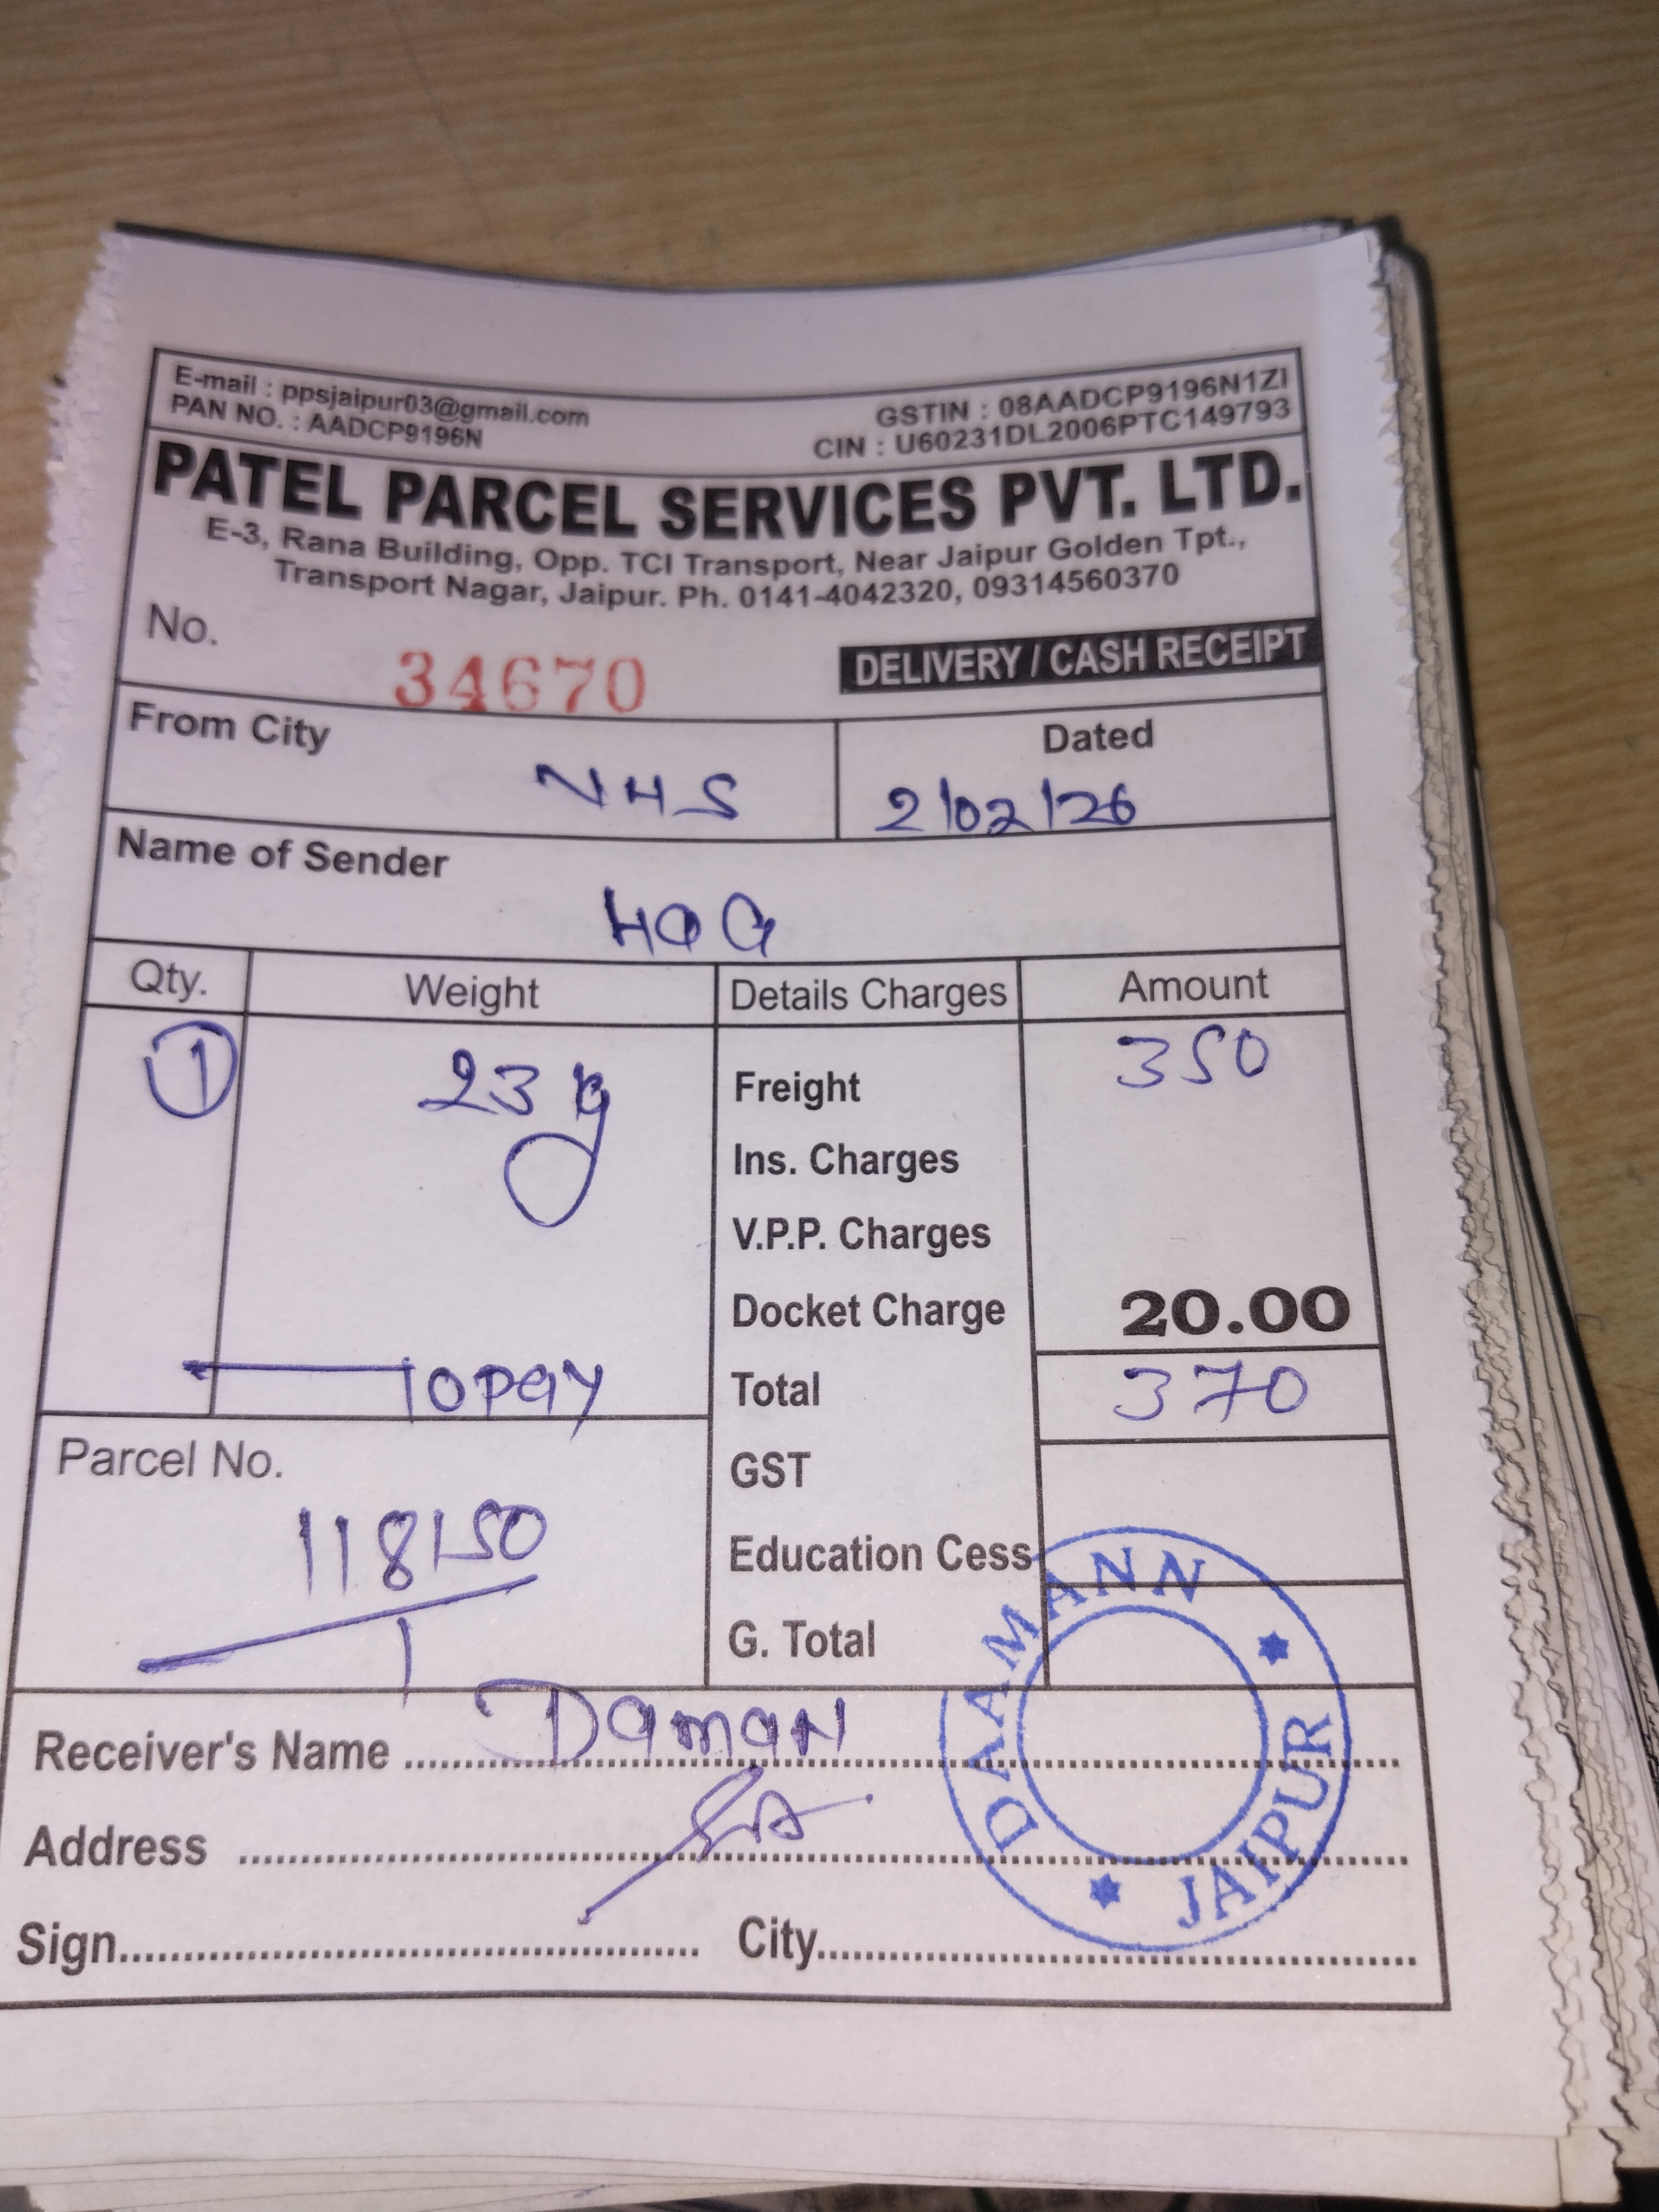 E-mail : ppsjaipur03@gmail.com
PAN NO. : AADCP9196N
GSTIN : 08AADCP9196N1ZI
CIN : U60231DL2006PTC149793
PATEL PARCEL SERVICES PVT. LTD.
E-3, Rana Building, Opp. TCI Transport, Near Jaipur Golden Tpt.,
Transport Nagar, Jaipur. Ph. 0141-4042320, 09314560370
No. 34670
DELIVERY / CASH RECEIPT
From City NHS
Dated 2/02/26
Name of Sender
Qty. Weight Details Charges Amount
1 23
Freight 350
Ins. Charges
V.P.P. Charges
Docket Charge 20.00
Topay
Total 370
Parcel No. 118150
1
GST
Education Cess
G. Total
Receiver's Name Daman
Address
Sign City
DAAMANN
JAIPUR